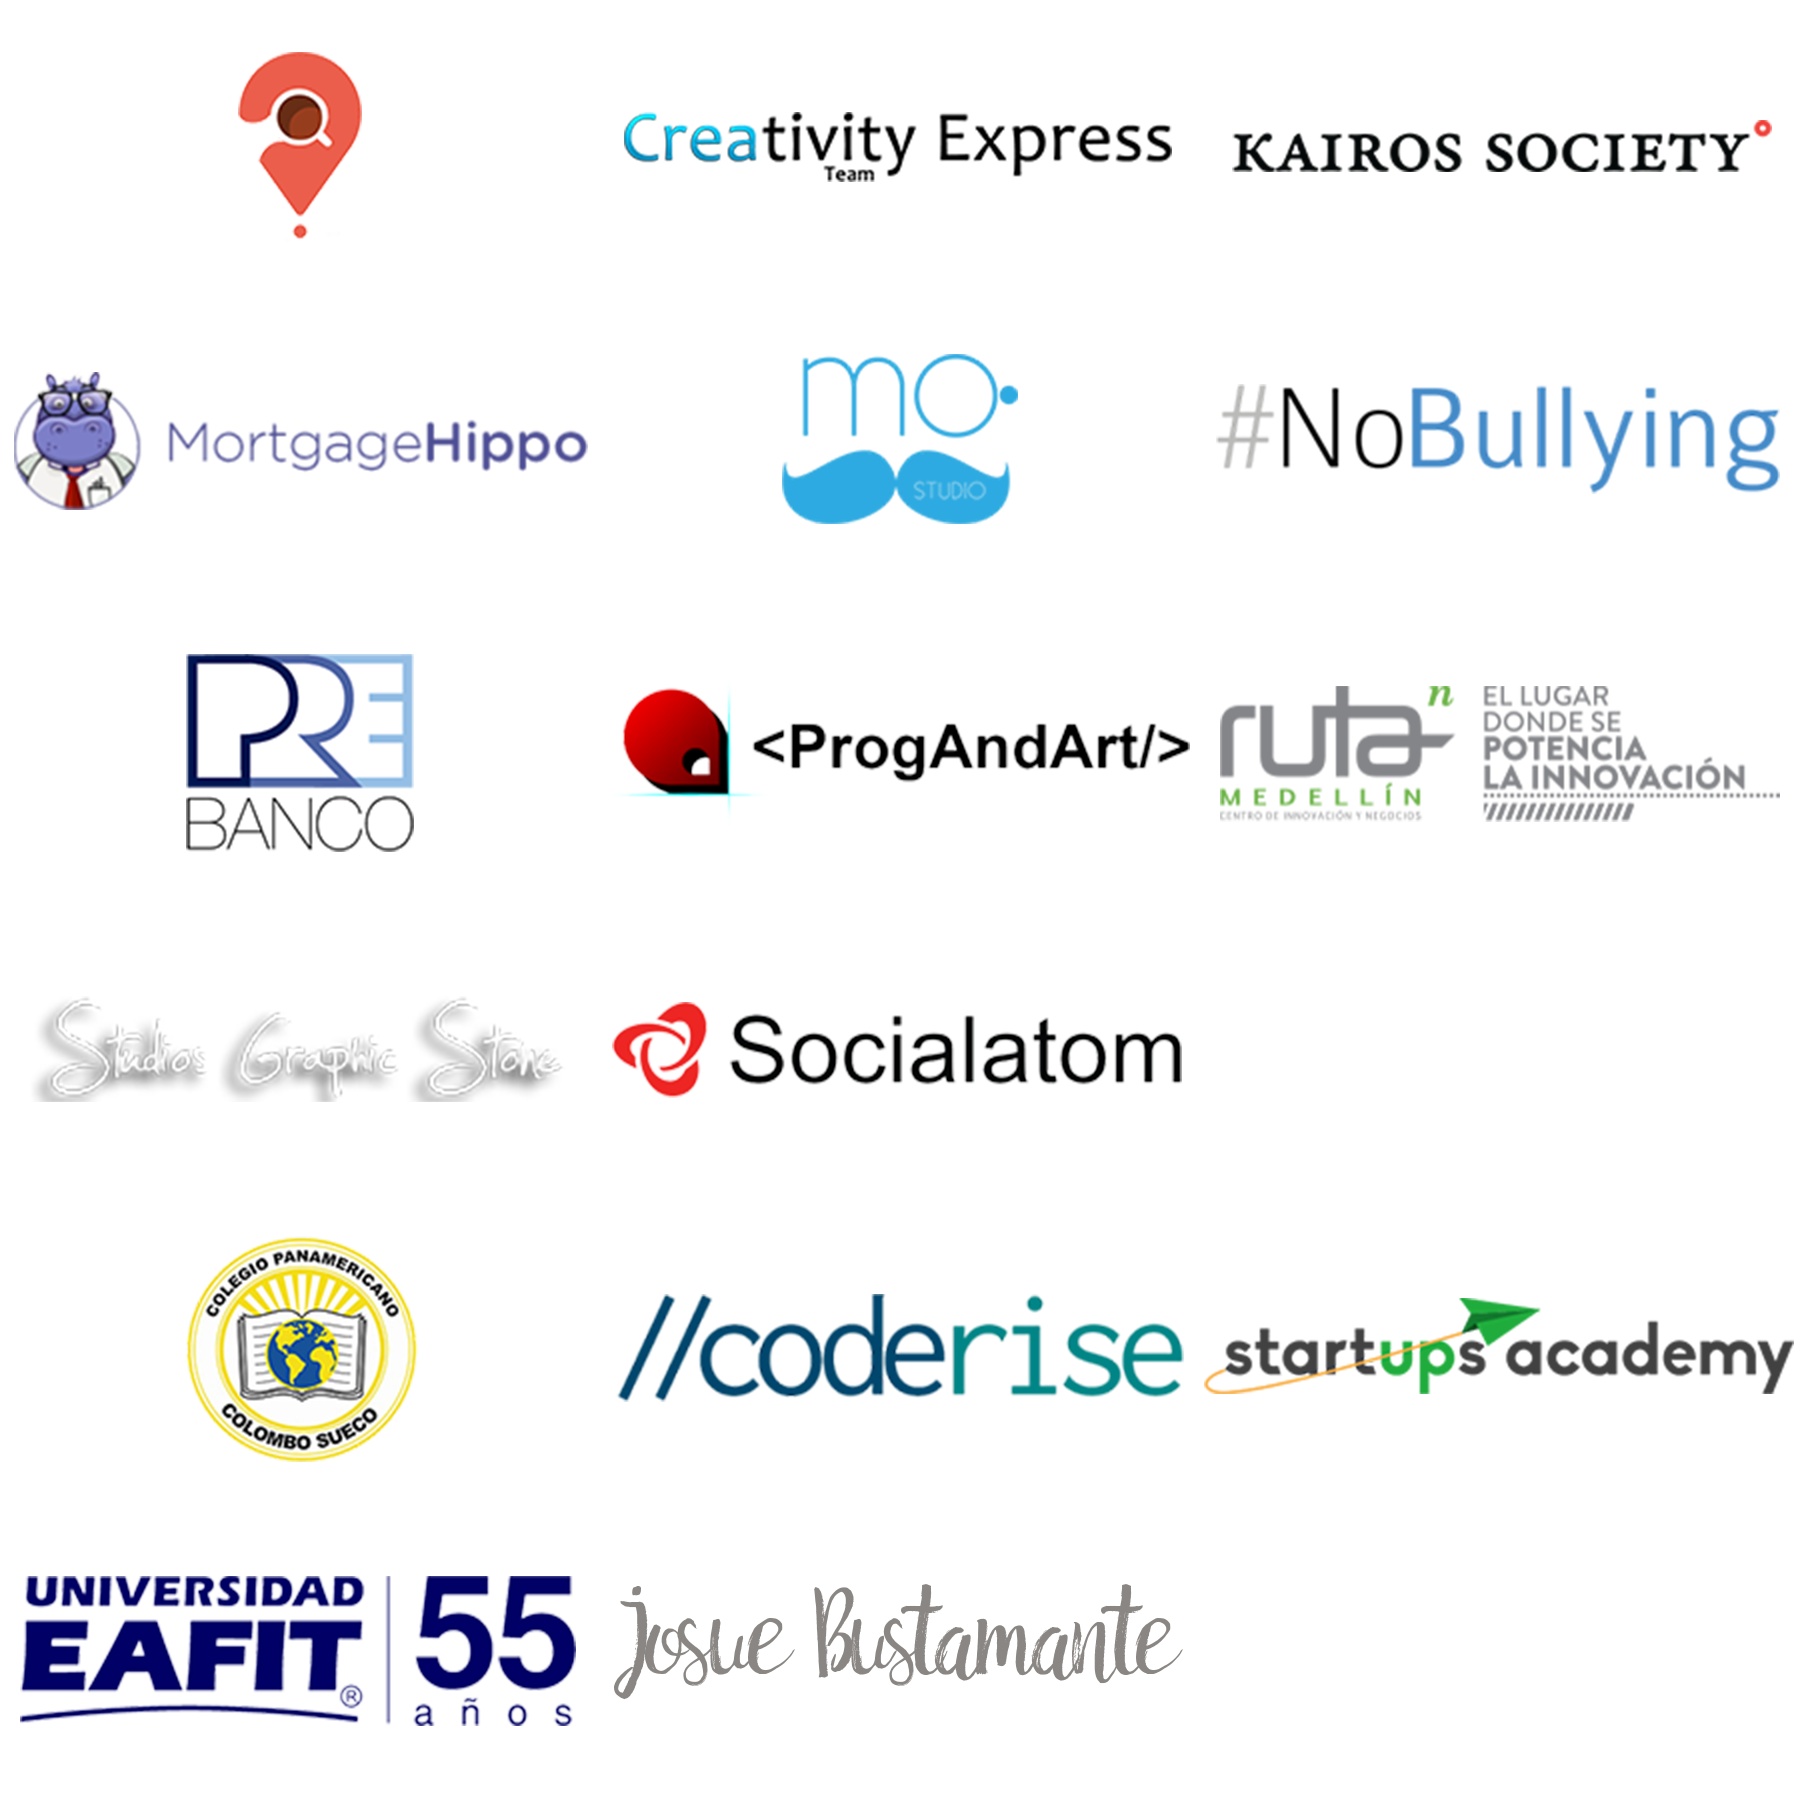 Creativity Express
Team
KAIROS SOCIETY
MortgageHippo
mo
STUDIO
#NoBullying
PRE
BANCO
<ProgAndArt/>
ruta n
MEDELLÍN
CENTRO DE INNOVACIÓN Y NEGOCIOS
EL LUGAR
DONDE SE
POTENCIA
LA INNOVACIÓN
Studios Graphic Stone
Socialatom
COLEGIO PANAMERICANO
COLOMBO SUECO
//coderise
startups academy
UNIVERSIDAD
EAFIT®
55
años
Josue Bustamante